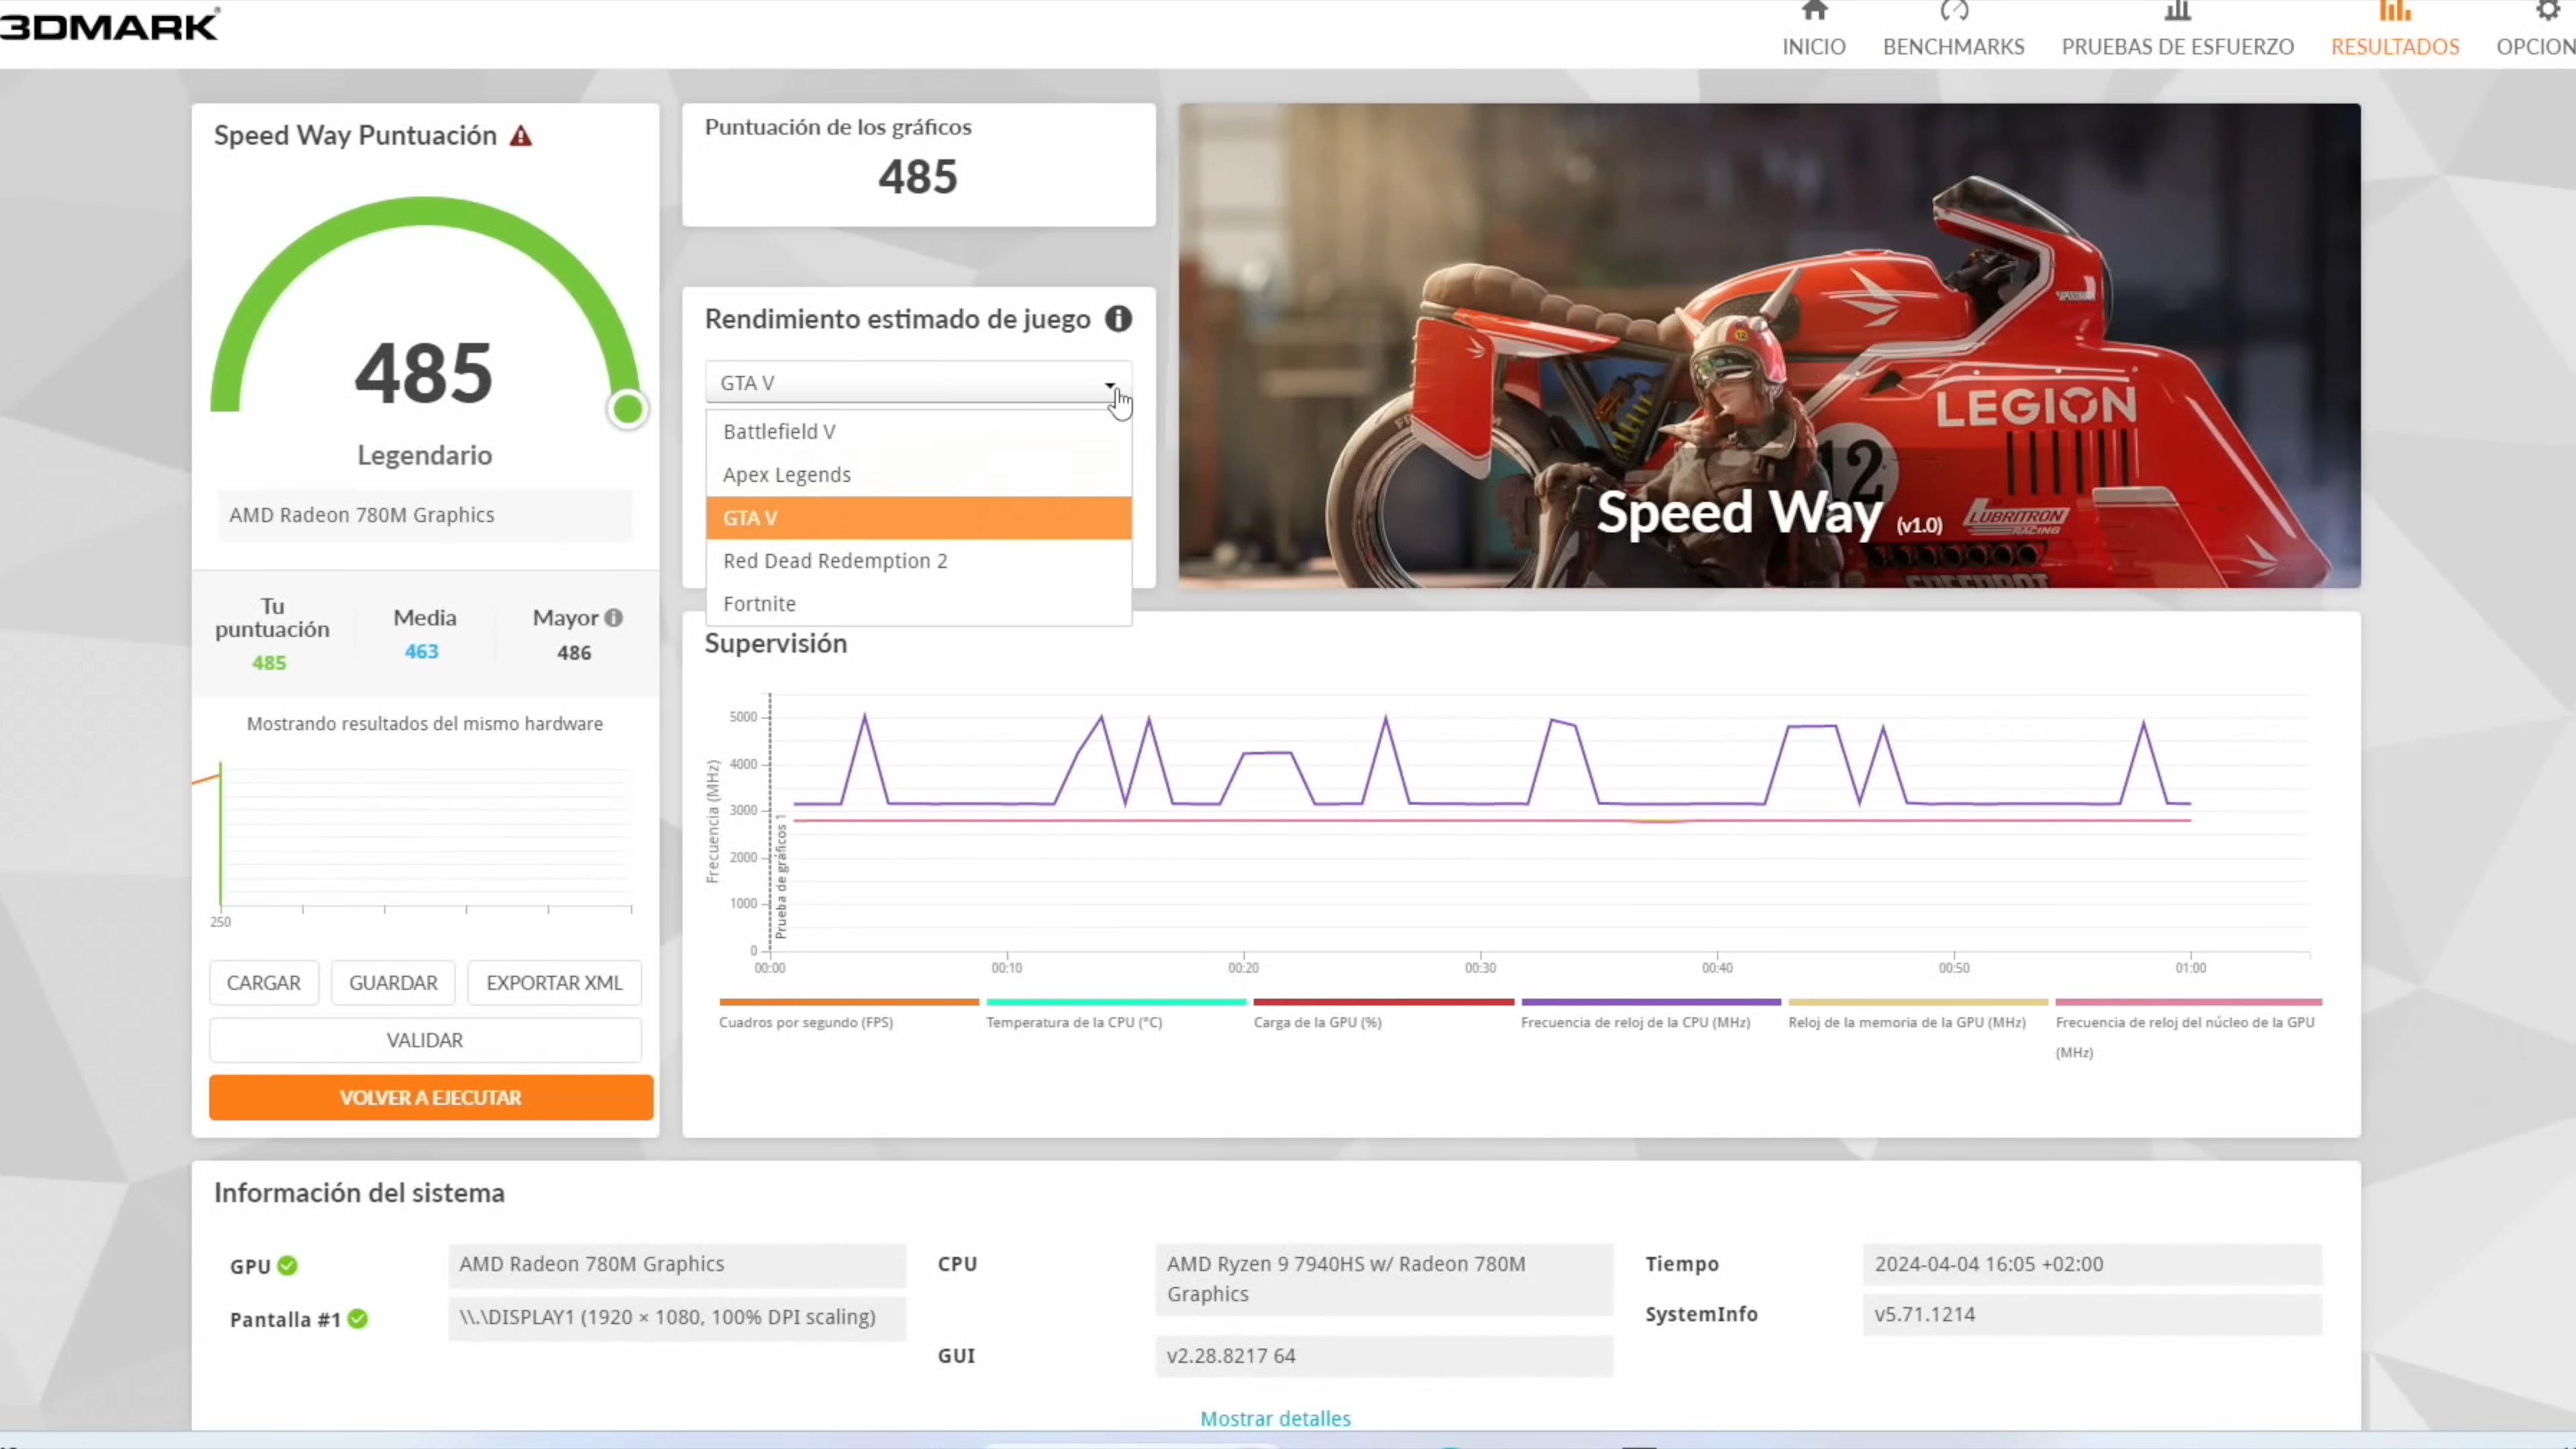 3DMARK
INICIO
BENCHMARKS
PRUEBAS DE ESFUERZO
RESULTADOS
OPCION
Speed Way Puntuación
485
Legendario
AMD Radeon 780M Graphics
Tu
puntuación
485
Media
463
Mayor
486
Mostrando resultados del mismo hardware
250
CARGAR
GUARDAR
EXPORTAR XML
VALIDAR
VOLVER A EJECUTAR
Puntuación de los gráficos
485
Rendimiento estimado de juego
GTA V
Battlefield V
Apex Legends
GTA V
Red Dead Redemption 2
Fortnite
LEGION
12
12
LUBRITRON
RACING
Speed Way (v1.0)
Supervisión
Frecuencia (MHz)
5000
4000
3000
2000
1000
0
Prueba de gráficos 1
00:00
00:10
00:20
00:30
00:40
00:50
01:00
Cuadros por segundo (FPS)
Temperatura de la CPU (°C)
Carga de la GPU (%)
Frecuencia de reloj de la CPU (MHz)
Reloj de la memoria de la GPU (MHz)
Frecuencia de reloj del núcleo de la GPU
(MHz)
Información del sistema
GPU
AMD Radeon 780M Graphics
Pantalla #1
\\.\DISPLAY1 (1920 × 1080, 100% DPI scaling)
CPU
AMD Ryzen 9 7940HS w/ Radeon 780M
Graphics
GUI
v2.28.8217 64
Tiempo
2024-04-04 16:05 +02:00
SystemInfo
v5.71.1214
Mostrar detalles